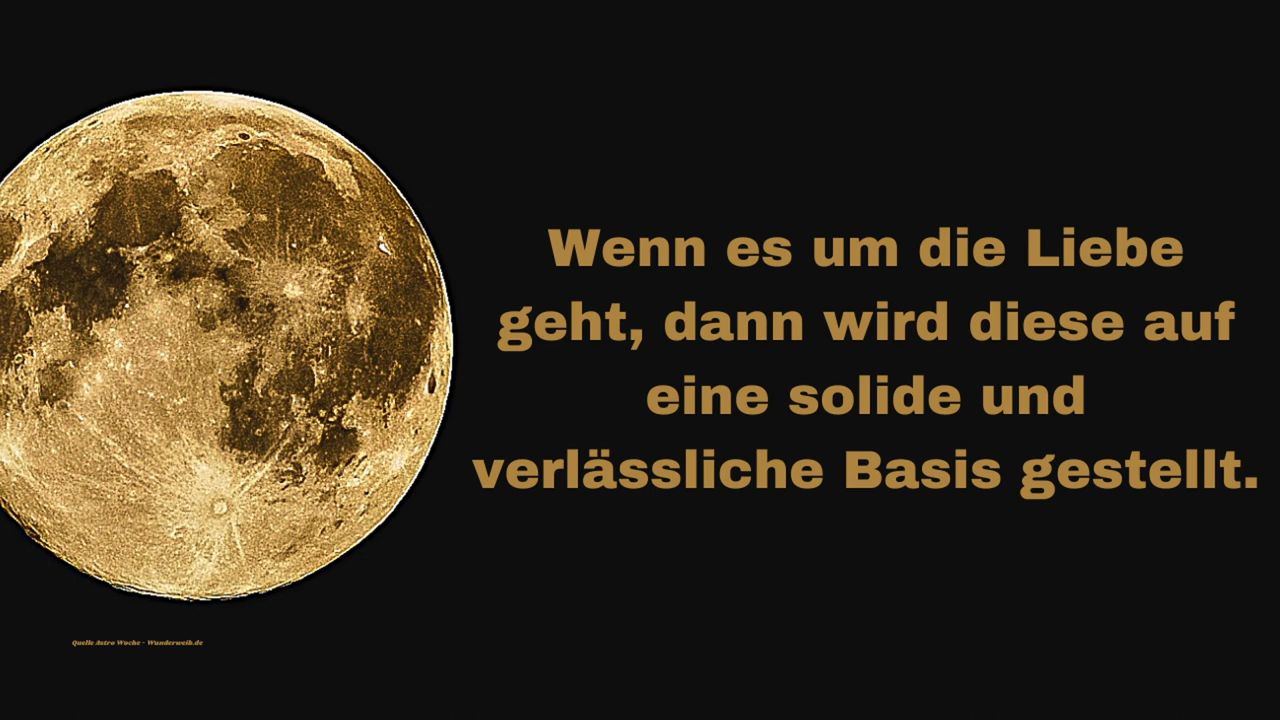 Wenn es um die Liebe
geht, dann wird diese auf
eine solide und
verlässliche Basis gestellt.
Quelle Astro Woche - Wunderweib.de